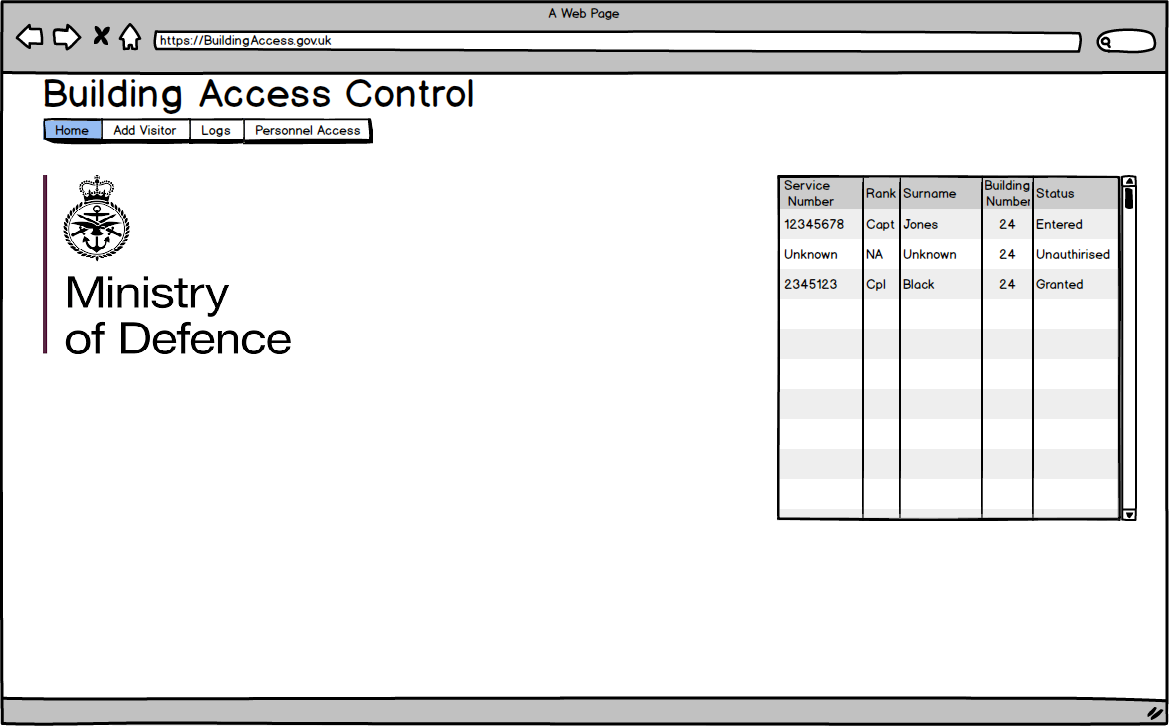 A Web Page
https://BuildingAccess.gov.uk
Building Access Control
Home Add Visitor Logs Personnel Access
Ministry
of Defence
Service Number Rank Surname Building Number Status
12345678 Capt Jones 24 Entered
Unknown NA Unknown 24 Unauthirised
2345123 Cpl Black 24 Granted